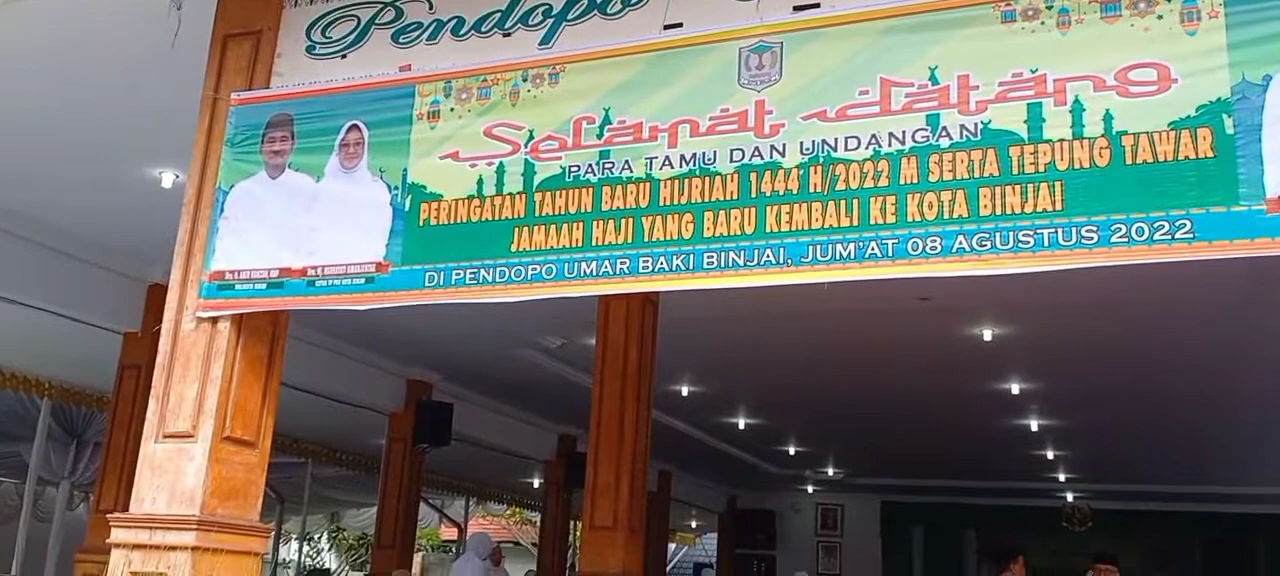 Pendopo
Selamat datang
PARA TAMU DAN UNDANGAN
PERINGATAN TAHUN BARU HIJRIAH 1444 H/2022 M SERTA TEPUNG TAWAR
JAMAAH HAJI YANG BARU KEMBALI KE KOTA BINJAI
DI PENDOPO UMAR BAKI BINJAI, JUM'AT 08 AGUSTUS 2022